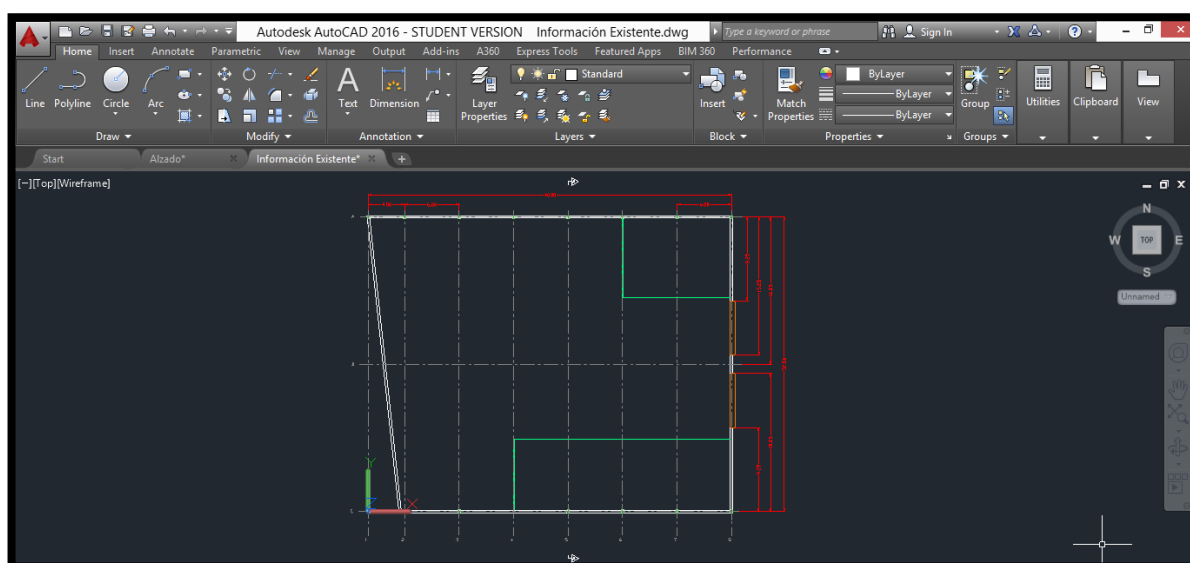 Autodesk AutoCAD 2016 - STUDENT VERSION Información Existente.dwg Type a keyword or phrase Sign In
Home Insert Annotate Parametric View Manage Output Add-ins A360 Express Tools Featured Apps BIM 360 Performance
Standard ByLayer
ByLayer
ByLayer
Line Polyline Circle Arc Text Dimension Layer Properties Insert Match Properties Group Utilities Clipboard View
Draw Modify Annotation Layers Block Properties Groups
Start Alzado* Información Existente*
[−][Top][Wireframe]
N
W TOP E
S
Unnamed
Y
X